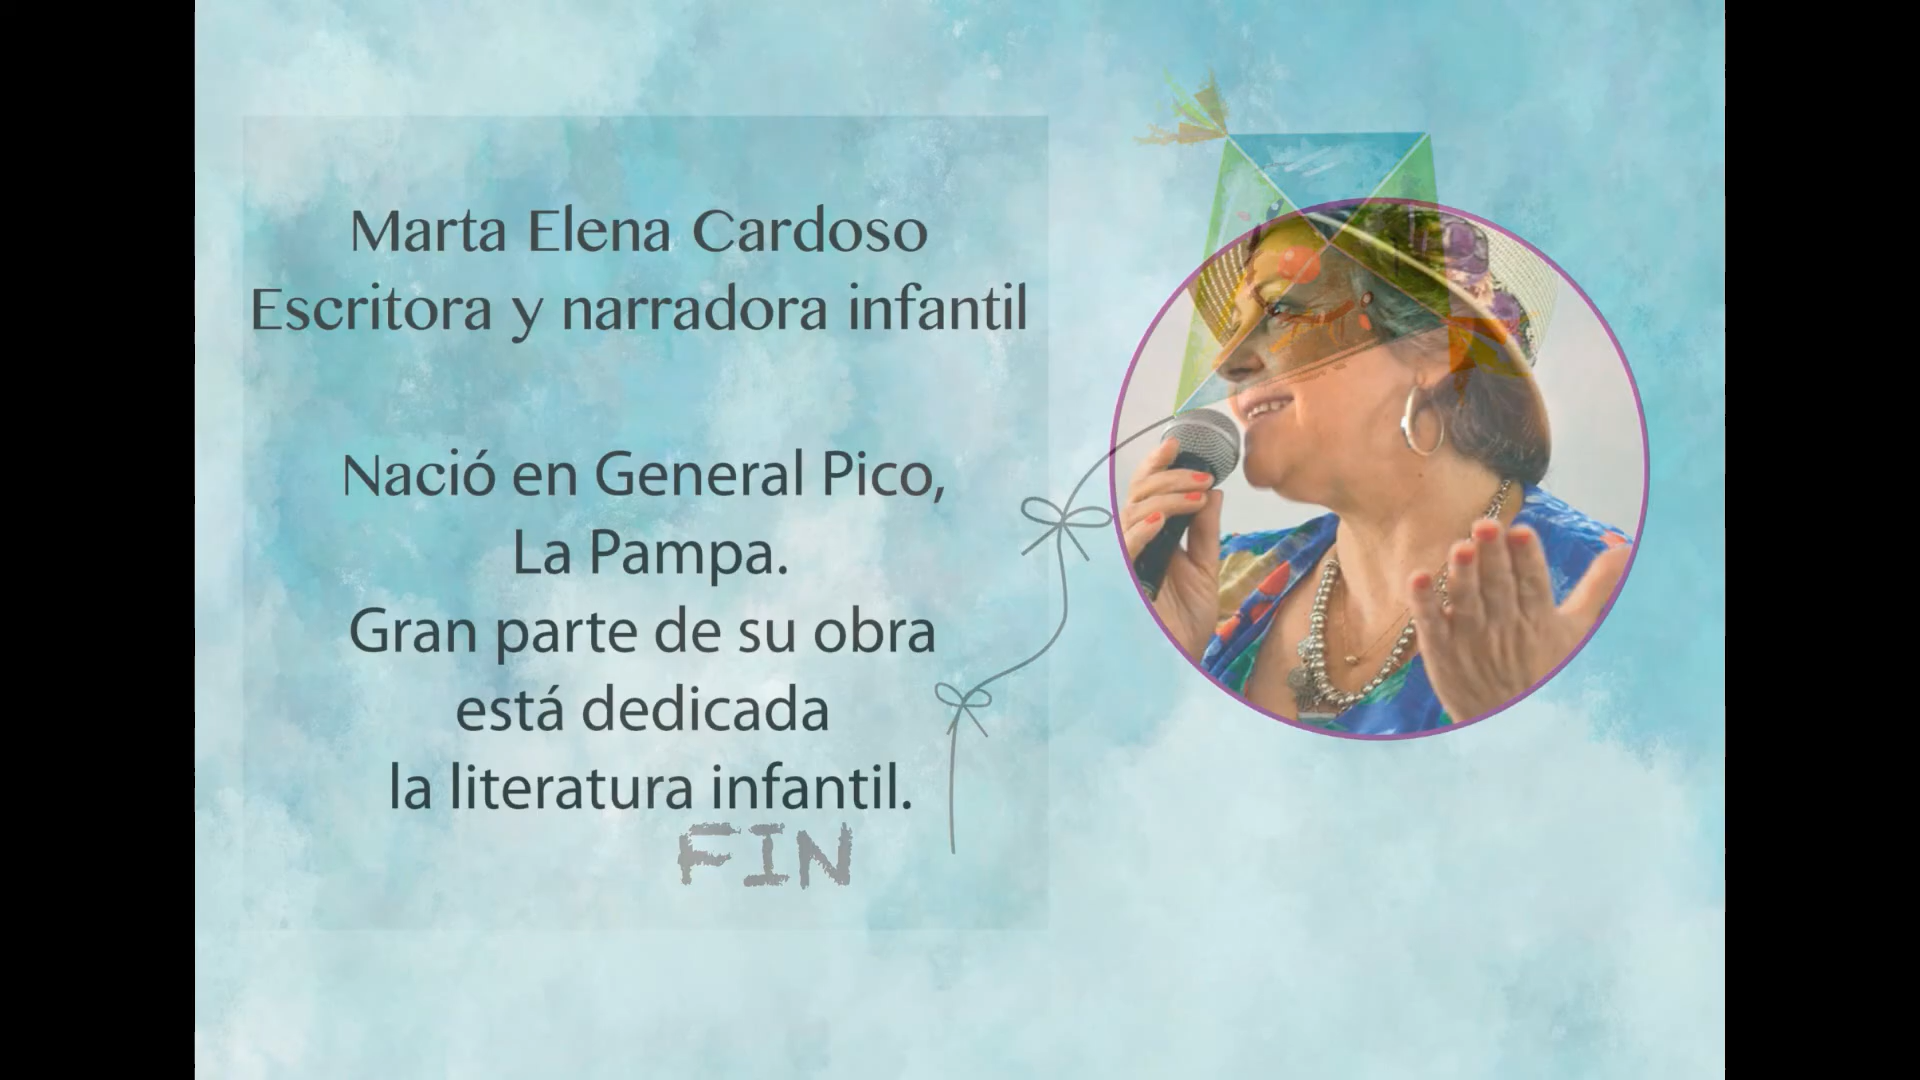 Marta Elena Cardoso
Escritora y narradora infantil
Nació en General Pico,
La Pampa.
Gran parte de su obra
está dedicada
la literatura infantil.
FIN